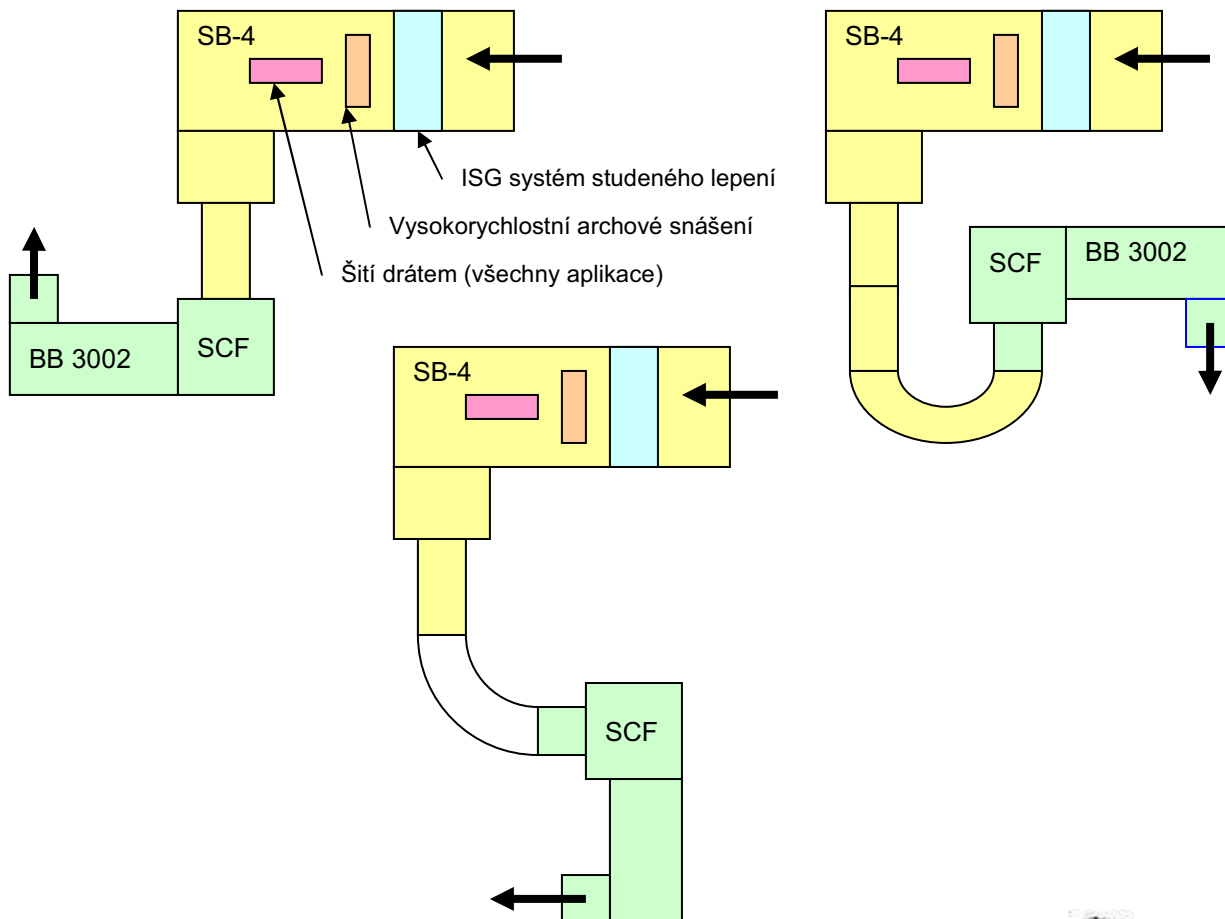 SB-4
ISG systém studeného lepení
Vysokorychlostní archové snášení
Šití drátem (všechny aplikace)
BB 3002
SCF
SB-4
SCF
BB 3002
SB-4
SCF